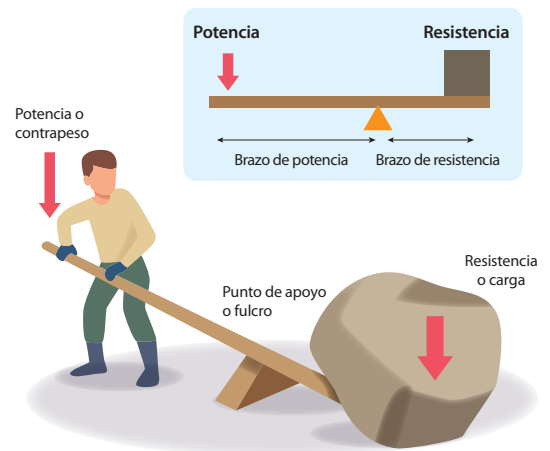 Potencia
Resistencia
Brazo de potencia
Brazo de resistencia
Potencia o
contrapeso
Punto de apoyo
o fulcro
Resistencia
o carga